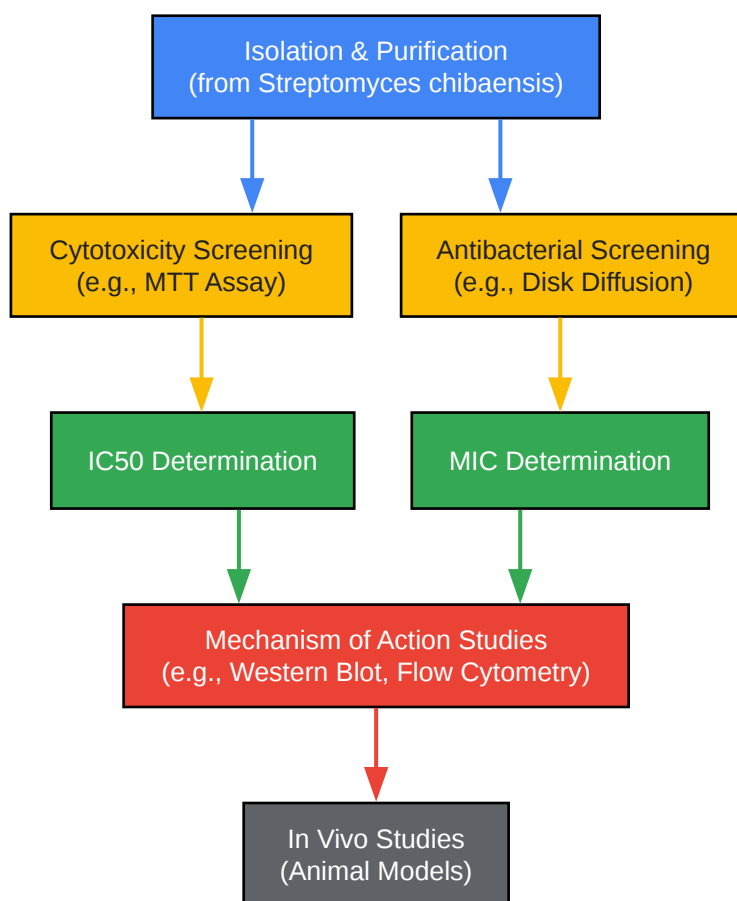 Isolation & Purification
(from Streptomyces chibaensis)
Cytotoxicity Screening
(e.g., MTT Assay)
Antibacterial Screening
(e.g., Disk Diffusion)
IC50 Determination
MIC Determination
Mechanism of Action Studies
(e.g., Western Blot, Flow Cytometry)
In Vivo Studies
(Animal Models)